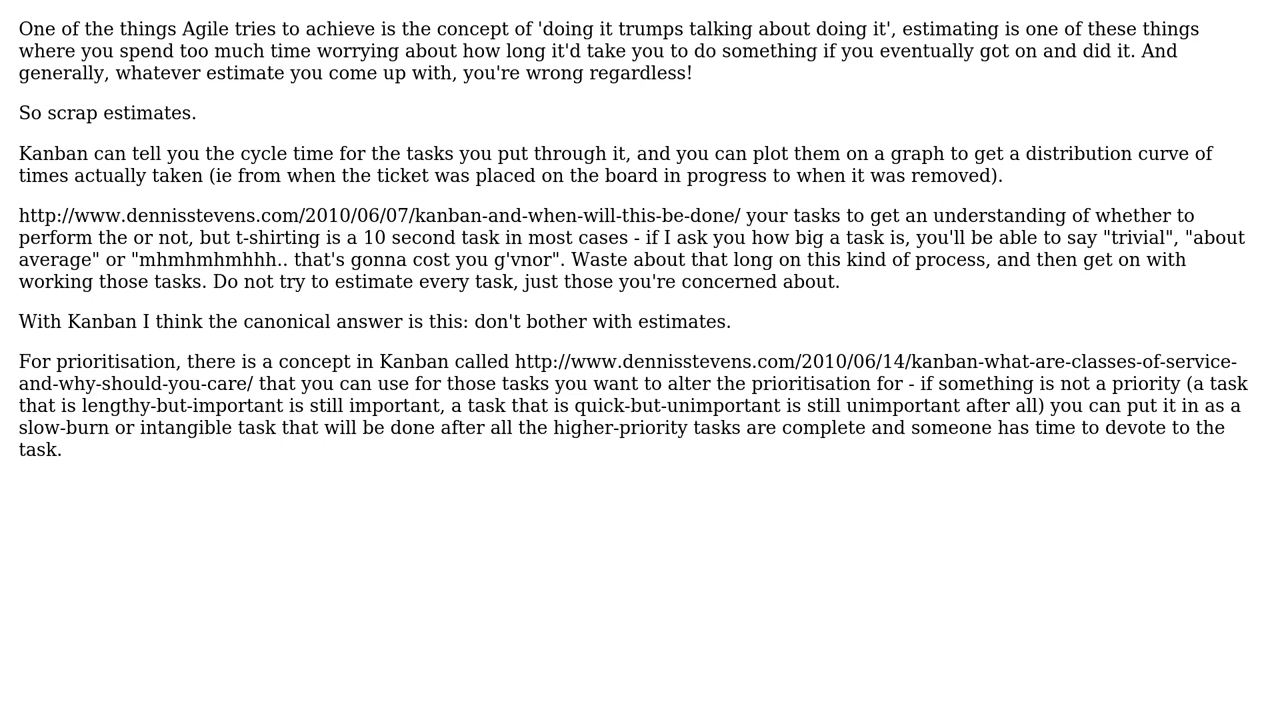 One of the things Agile tries to achieve is the concept of 'doing it trumps talking about doing it', estimating is one of these things
where you spend too much time worrying about how long it'd take you to do something if you eventually got on and did it. And
generally, whatever estimate you come up with, you're wrong regardless!
So scrap estimates.
Kanban can tell you the cycle time for the tasks you put through it, and you can plot them on a graph to get a distribution curve of
times actually taken (ie from when the ticket was placed on the board in progress to when it was removed).
http://www.dennisstevens.com/2010/06/07/kanban-and-when-will-this-be-done/ your tasks to get an understanding of whether to
perform the or not, but t-shirting is a 10 second task in most cases - if I ask you how big a task is, you'll be able to say "trivial", "about
average" or "mhmhmhmhhh.. that's gonna cost you g'vnor". Waste about that long on this kind of process, and then get on with
working those tasks. Do not try to estimate every task, just those you're concerned about.
With Kanban I think the canonical answer is this: don't bother with estimates.
For prioritisation, there is a concept in Kanban called http://www.dennisstevens.com/2010/06/14/kanban-what-are-classes-of-service-
and-why-should-you-care/ that you can use for those tasks you want to alter the prioritisation for - if something is not a priority (a task
that is lengthy-but-important is still important, a task that is quick-but-unimportant is still unimportant after all) you can put it in as a
slow-burn or intangible task that will be done after all the higher-priority tasks are complete and someone has time to devote to the
task.